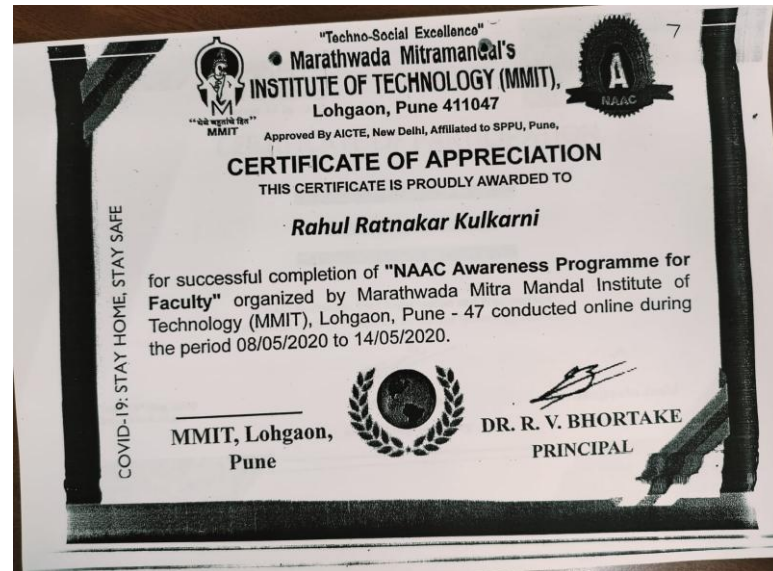 "Techno-Social Excellence"
Marathwada Mitramandal's
INSTITUTE OF TECHNOLOGY (MMIT),
Lohgaon, Pune 411047
Approved By AICTE, New Delhi, Affiliated to SPPU, Pune,
"येथे बहुतांचे हित"
MMIT
A
NAAC
7
CERTIFICATE OF APPRECIATION
THIS CERTIFICATE IS PROUDLY AWARDED TO
Rahul Ratnakar Kulkarni
for successful completion of "NAAC Awareness Programme for
Faculty" organized by Marathwada Mitra Mandal Institute of
Technology (MMIT), Lohgaon, Pune - 47 conducted online during
the period 08/05/2020 to 14/05/2020.
COVID-19: STAY HOME, STAY SAFE
MMIT, Lohgaon,
Pune
DR. R. V. BHORTAKE
PRINCIPAL